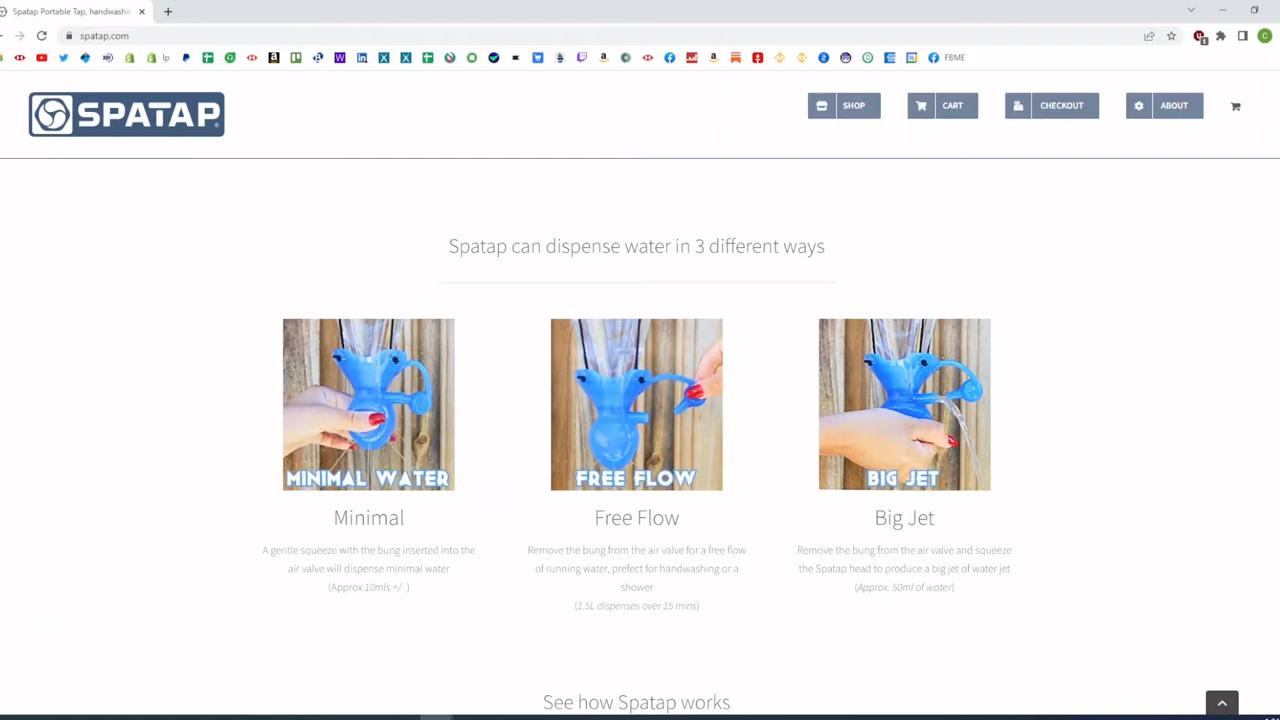 Spatap Portable Tap, handwashin
spatap.com
lp
FBME
SPATAP
SHOP
CART
CHECKOUT
ABOUT
Spatap can dispense water in 3 different ways
MINIMAL WATER
FREE FLOW
BIG JET
Minimal
Free Flow
Big Jet
A gentle squeeze with the bung inserted into the
air valve will dispense minimal water
(Approx 10mls +/- )
Remove the bung from the air valve for a free flow
of running water, prefect for handwashing or a
shower
(1.5L dispenses over 15 mins)
Remove the bung from the air valve and squeeze
the Spatap head to produce a big jet of water jet
(Approx. 50ml of water)
See how Spatap works